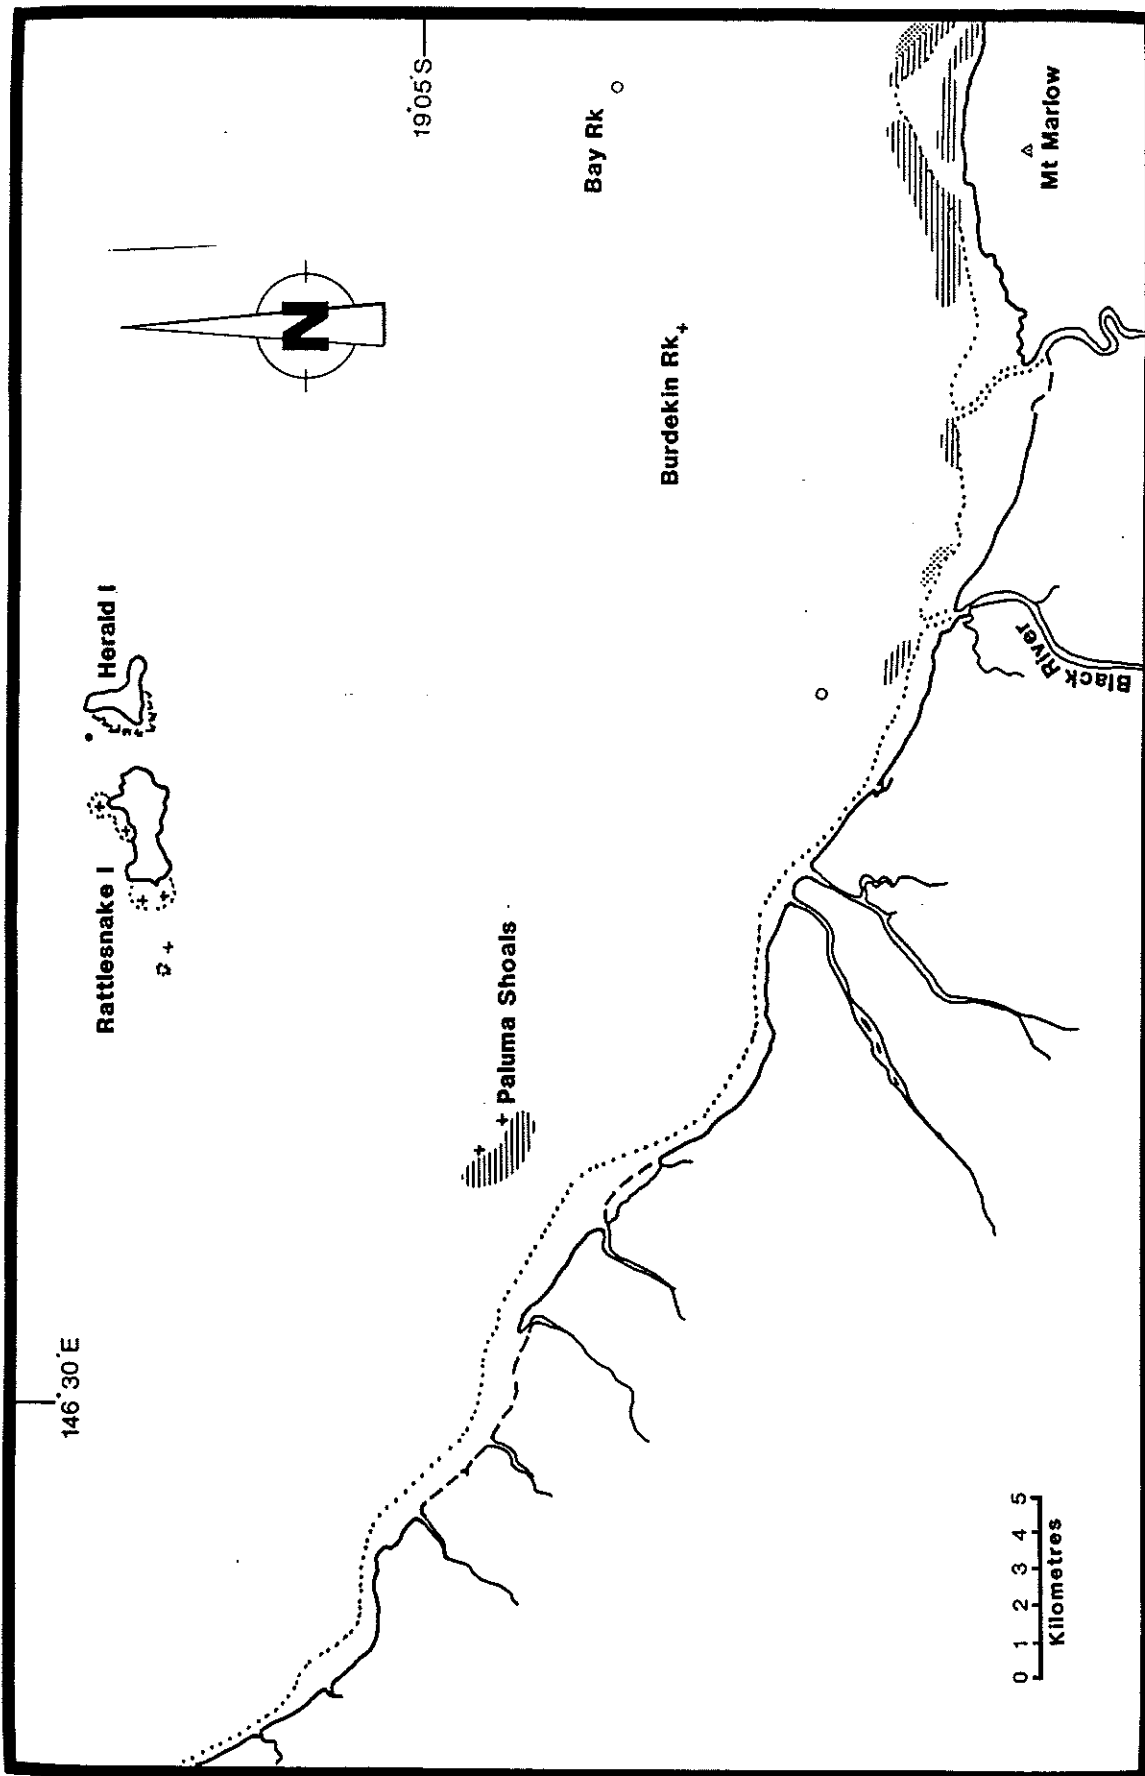 19°05'S
Bay Rk
Mt Marlow
N
Burdekin Rk
Herald I
Black River
Rattlesnake I
Paluma Shoals
146°30'E
0 1 2 3 4 5
Kilometres